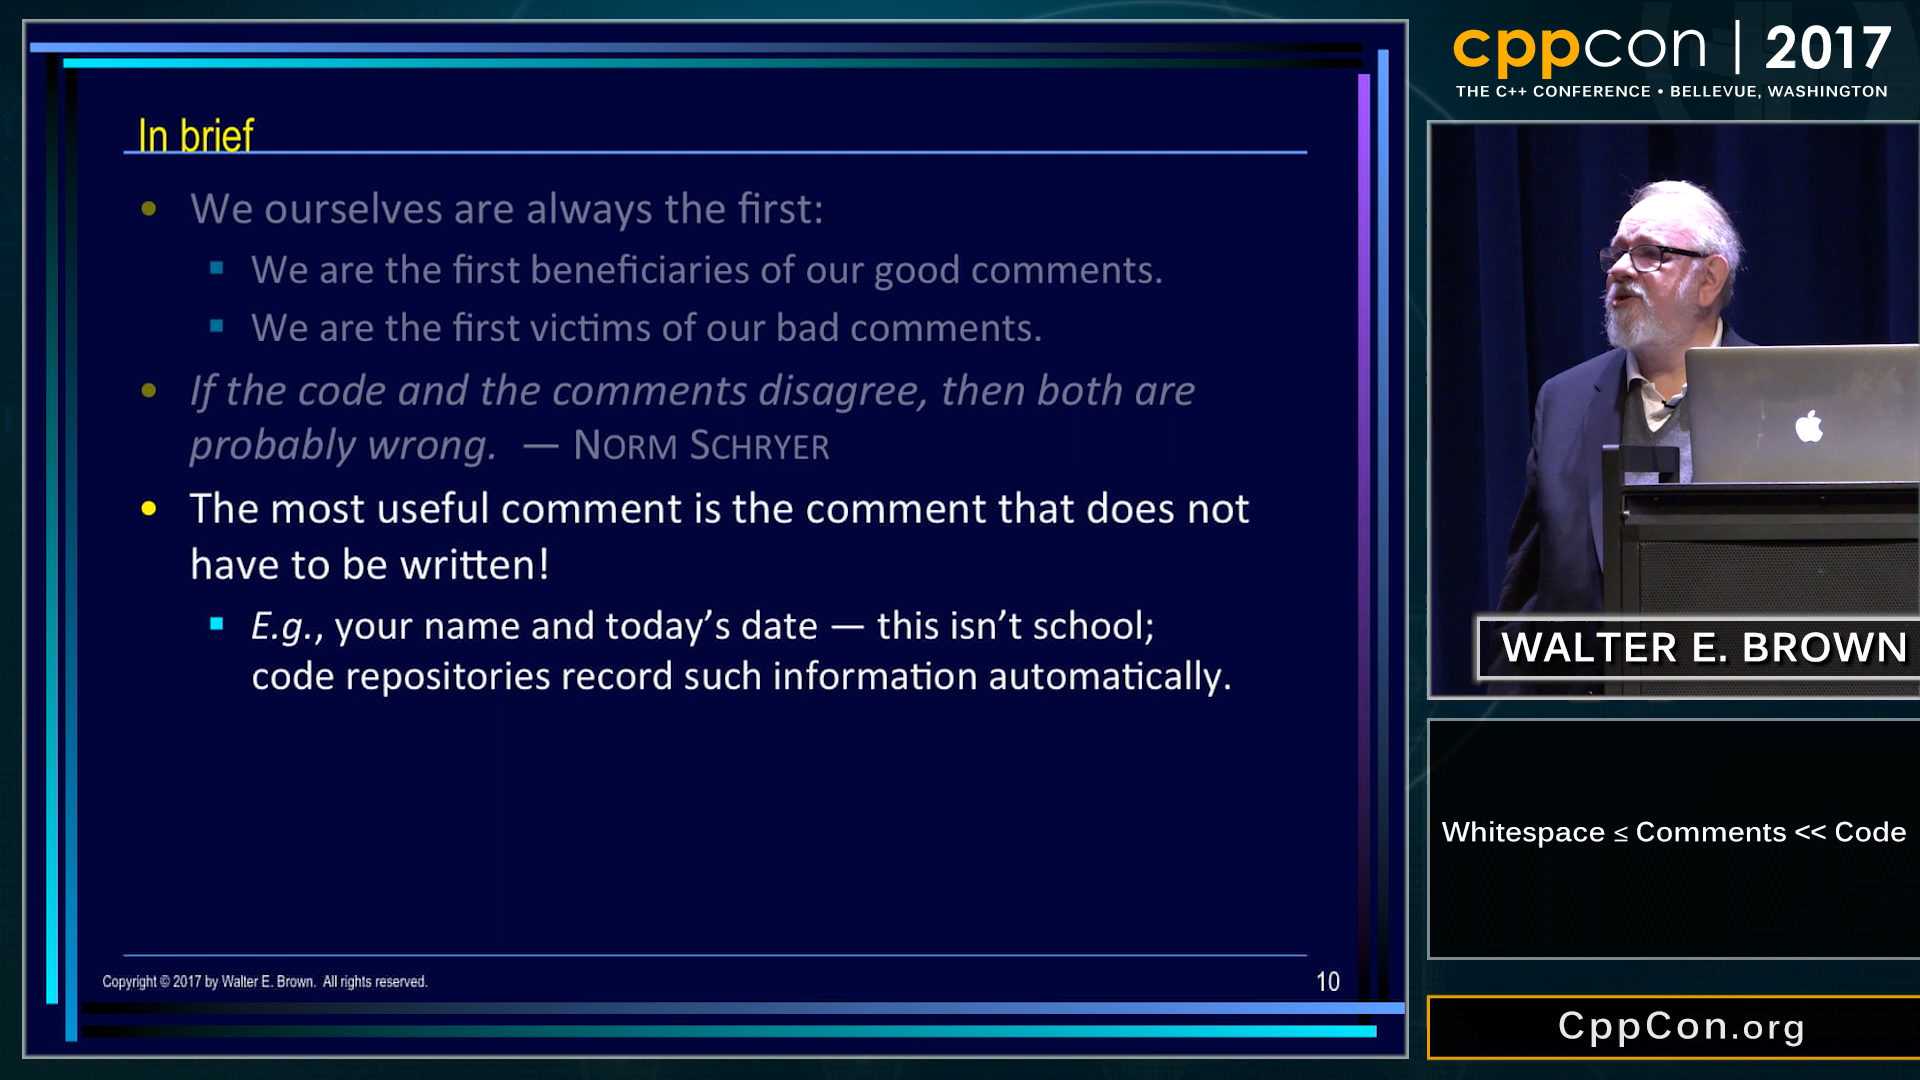 In brief
• We ourselves are always the first:
▪ We are the first beneficiaries of our good comments.
▪ We are the first victims of our bad comments.
• If the code and the comments disagree, then both are
probably wrong. — NORM SCHRYER
• The most useful comment is the comment that does not
have to be written!
▪ E.g., your name and today’s date — this isn’t school;
code repositories record such information automatically.
Copyright © 2017 by Walter E. Brown. All rights reserved.
10
cppcon | 2017
THE C++ CONFERENCE • BELLEVUE, WASHINGTON
WALTER E. BROWN
Whitespace ≤ Comments << Code
CppCon.org